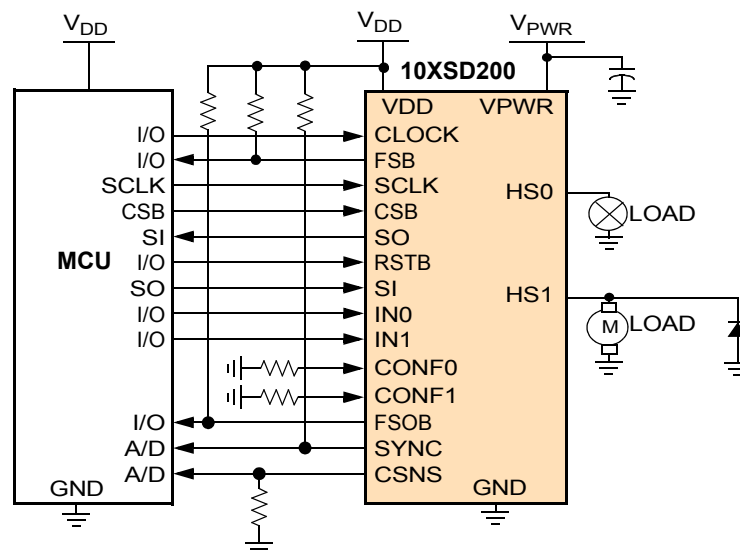 VDD
VDD
VPWR
10XSD200
VDD VPWR
I/O CLOCK
I/O FSB
SCLK SCLK
CSB CSB
SI SO
I/O RSTB
SO SI
I/O IN0
I/O IN1
CONF0
CONF1
I/O FSOB
A/D SYNC
A/D CSNS
MCU
HS0
LOAD
HS1
M
LOAD
GND
GND